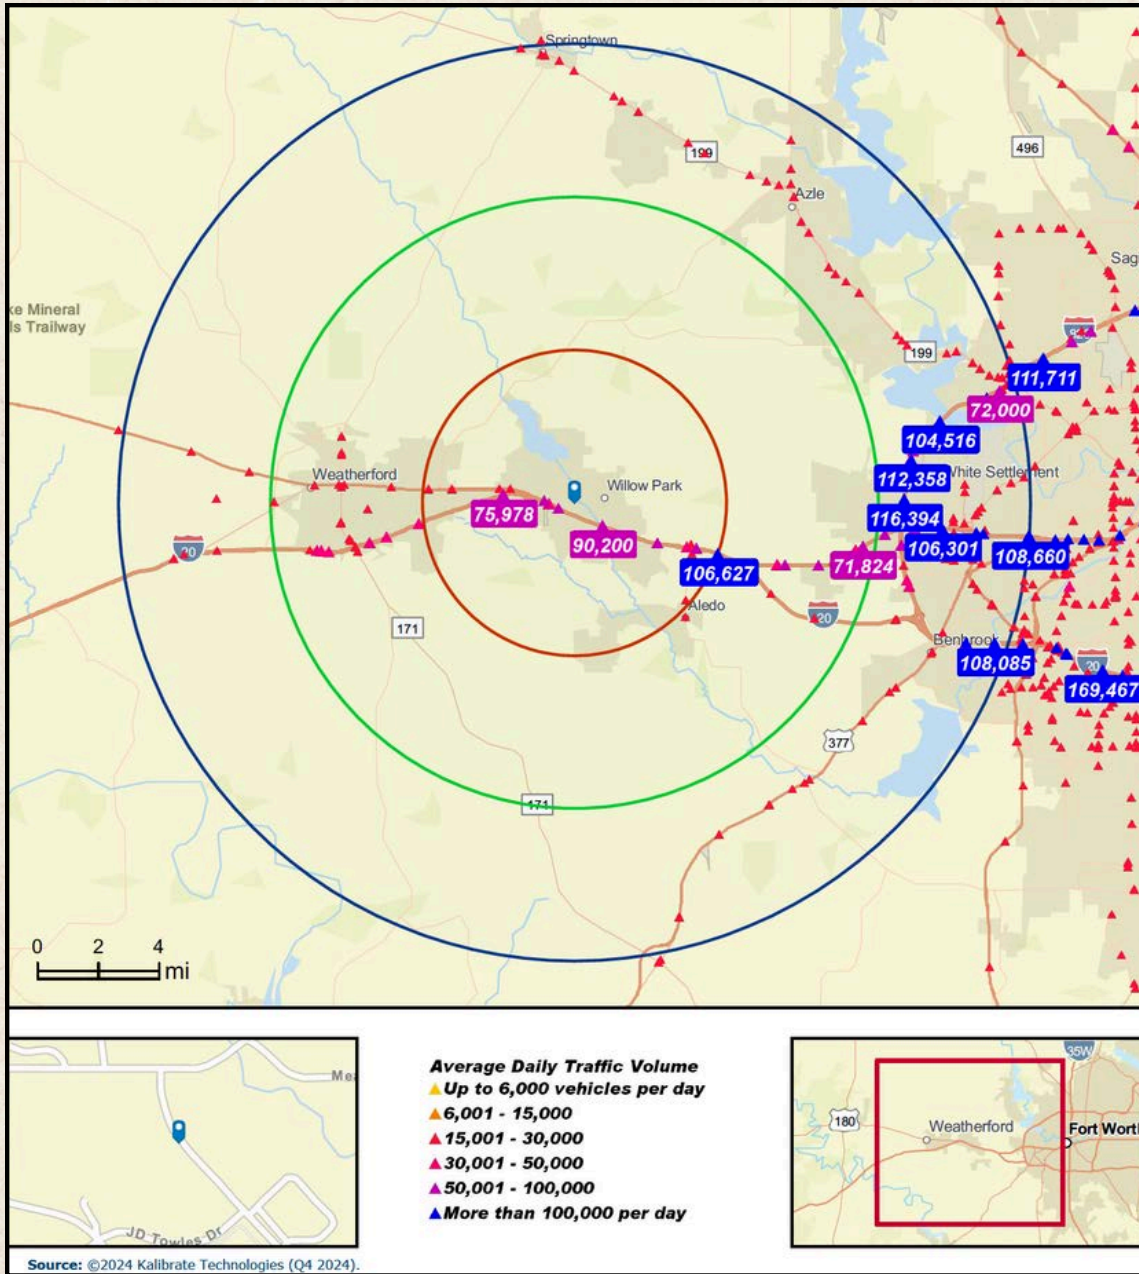 Springtown
199
496
Azle
Sag
ke Mineral
ls Trailway
199
111,711
72,000
104,516
Weatherford
112,358
White Settlement
Willow Park
75,978
116,394
90,200
106,301
108,660
20
71,824
106,627
Aledo
20
171
Benbrook
108,085
20
169,467
377
171
0 2 4
mi
Average Daily Traffic Volume
Up to 6,000 vehicles per day
6,001 - 15,000
15,001 - 30,000
30,001 - 50,000
50,001 - 100,000
More than 100,000 per day
Mea
JD Towles Dr
35W
180
Weatherford
Fort Worth
Source: ©2024 Kalibrate Technologies (Q4 2024).